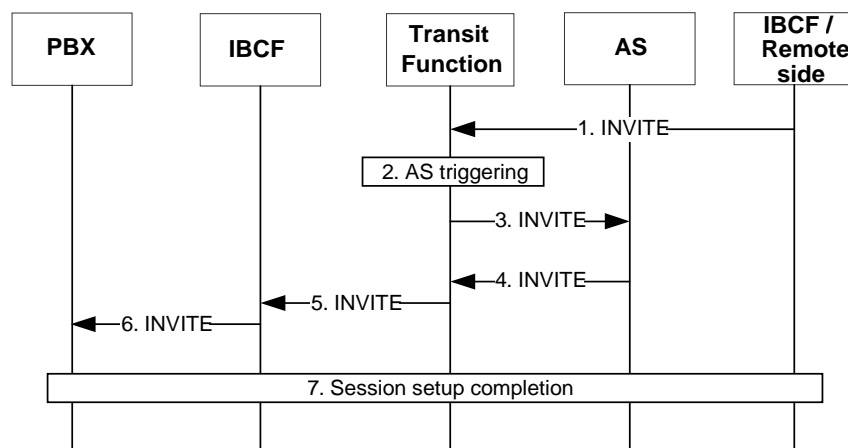 PBX
IBCF
Transit
Function
AS
IBCF /
Remote
side
1. INVITE
2. AS triggering
3. INVITE
4. INVITE
5. INVITE
6. INVITE
7. Session setup completion